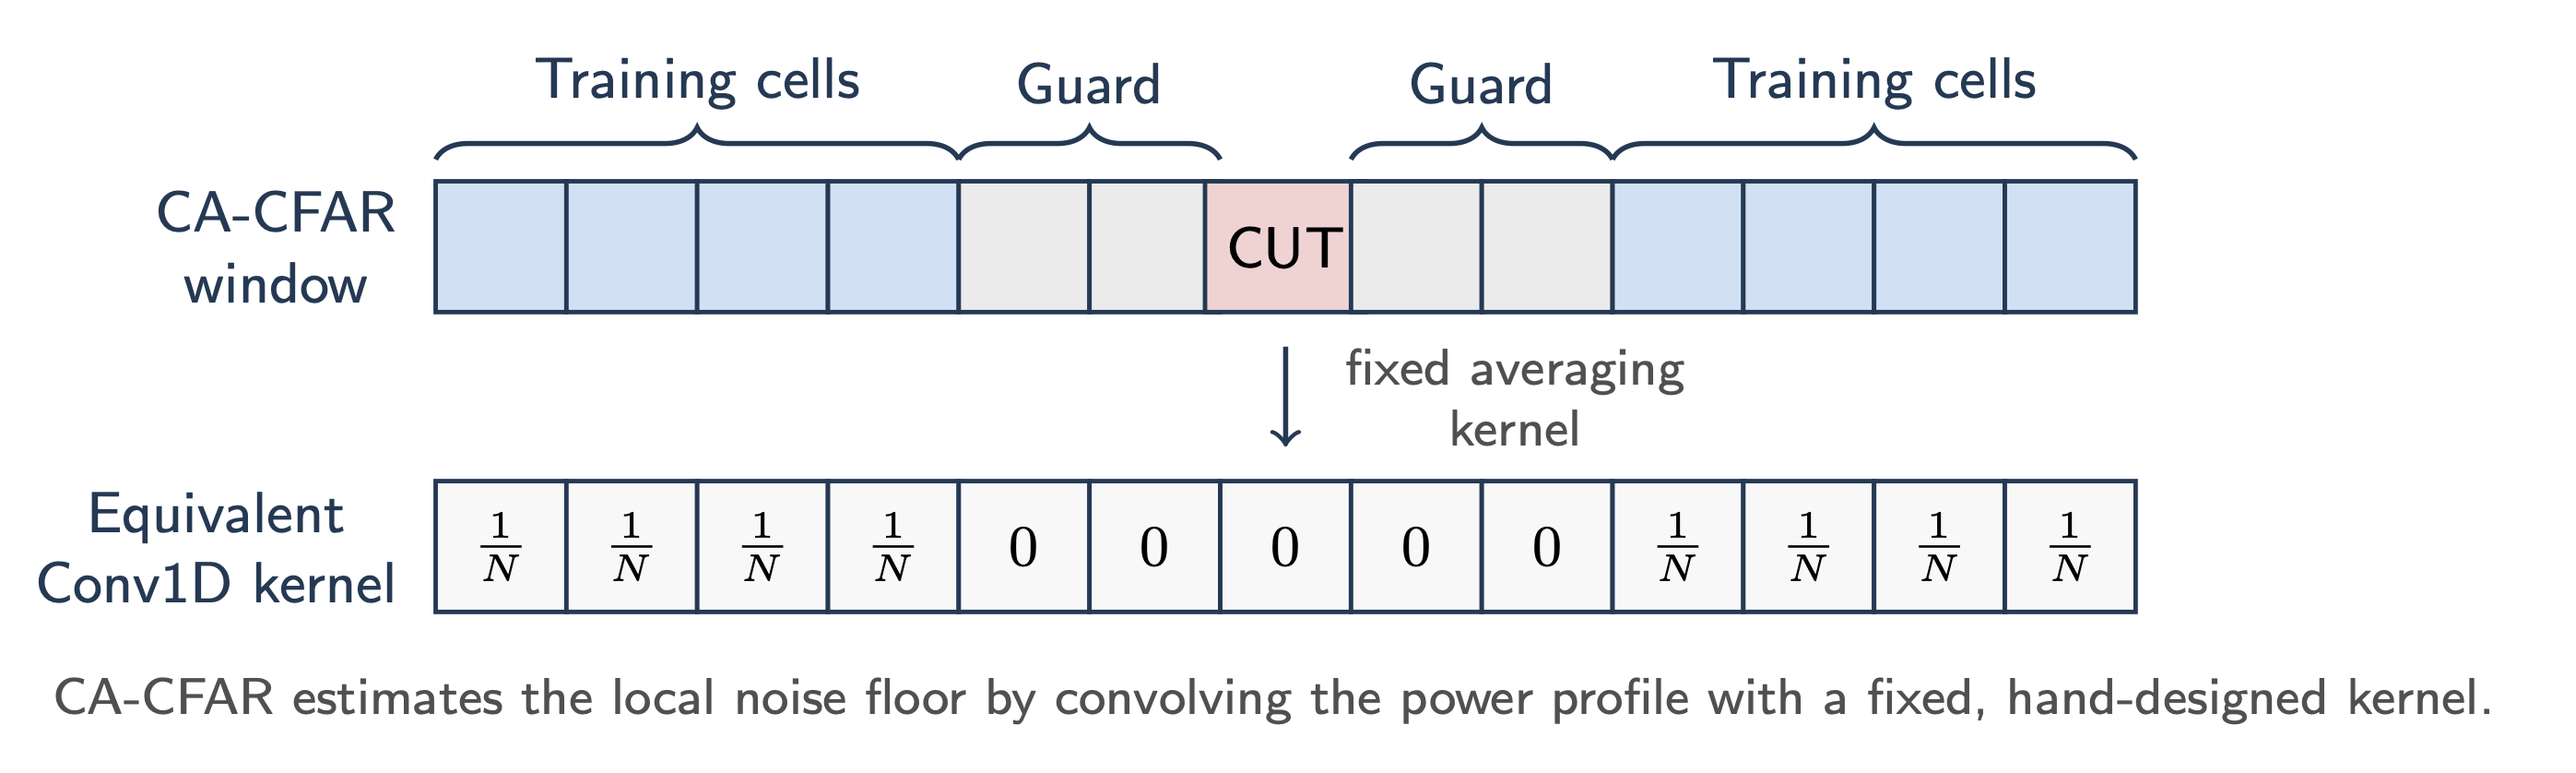 Training cells Guard Guard Training cells
CA-CFAR
window
CUT
fixed averaging
kernel
Equivalent
Conv1D kernel
1/N 1/N 1/N 1/N 0 0 0 0 0 1/N 1/N 1/N 1/N
CA-CFAR estimates the local noise floor by convolving the power profile with a fixed, hand-designed kernel.